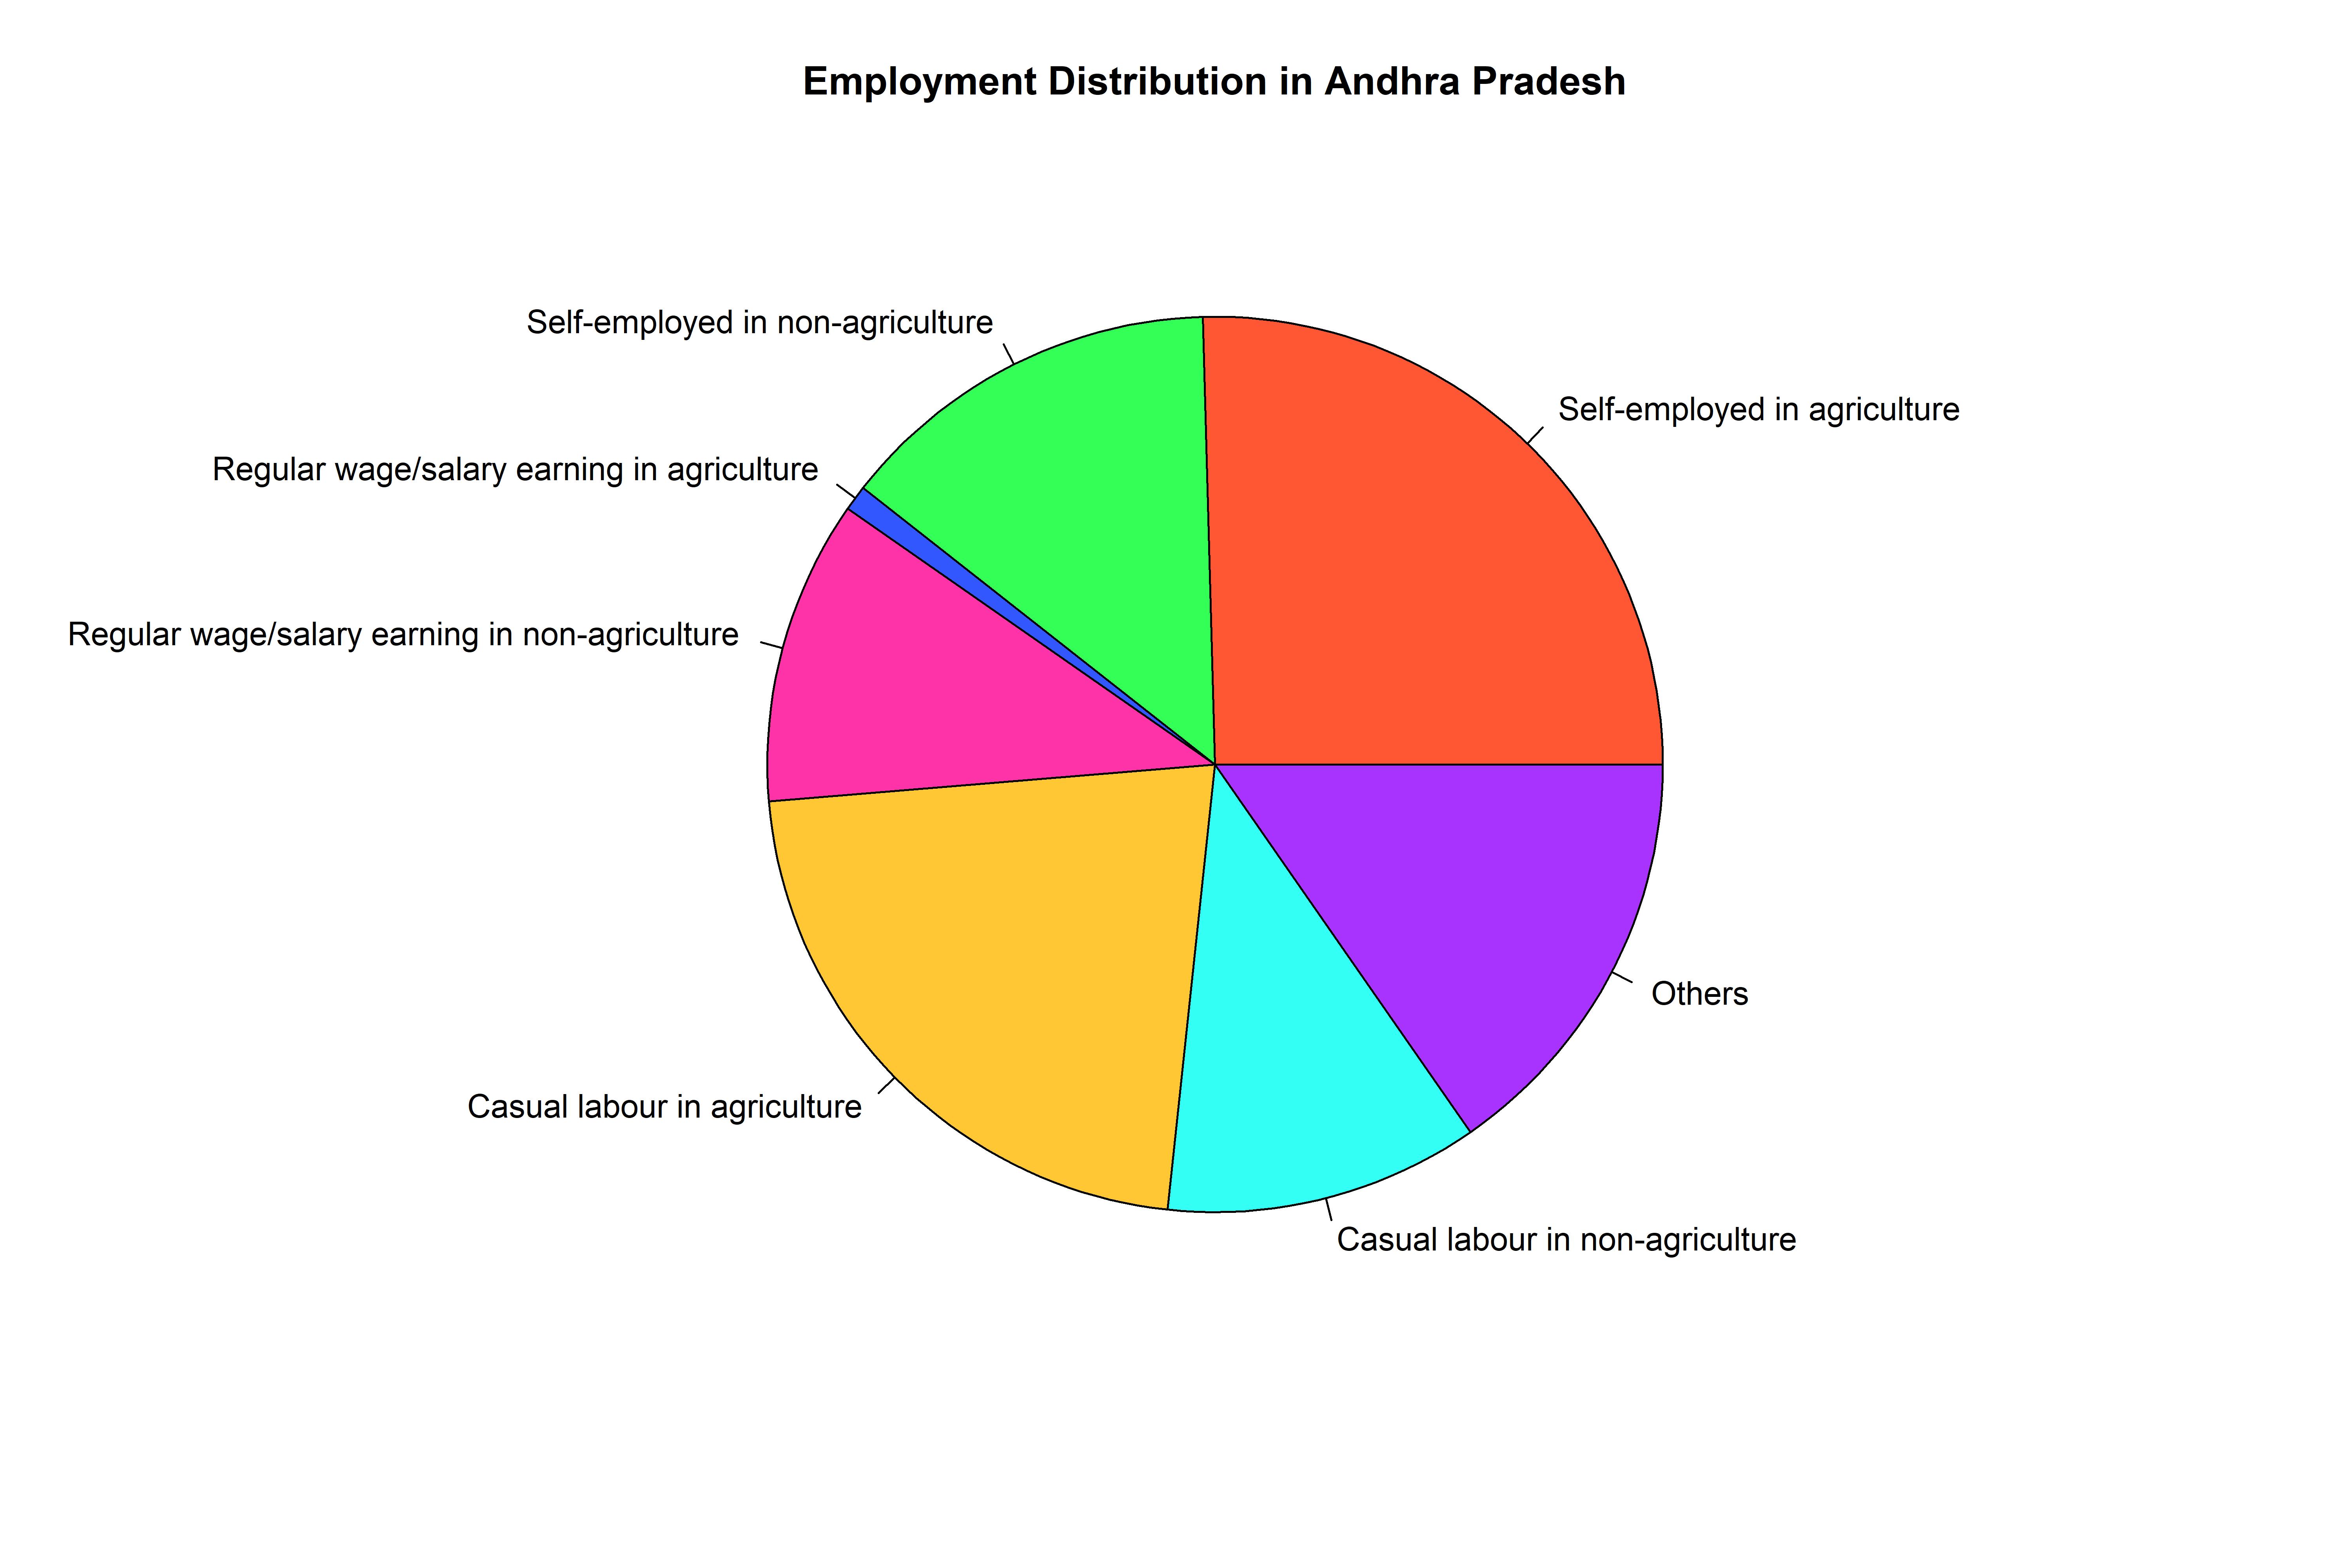 Employment Distribution in Andhra Pradesh
Self-employed in non-agriculture
Self-employed in agriculture
Regular wage/salary earning in agriculture
Regular wage/salary earning in non-agriculture
Others
Casual labour in agriculture
Casual labour in non-agriculture